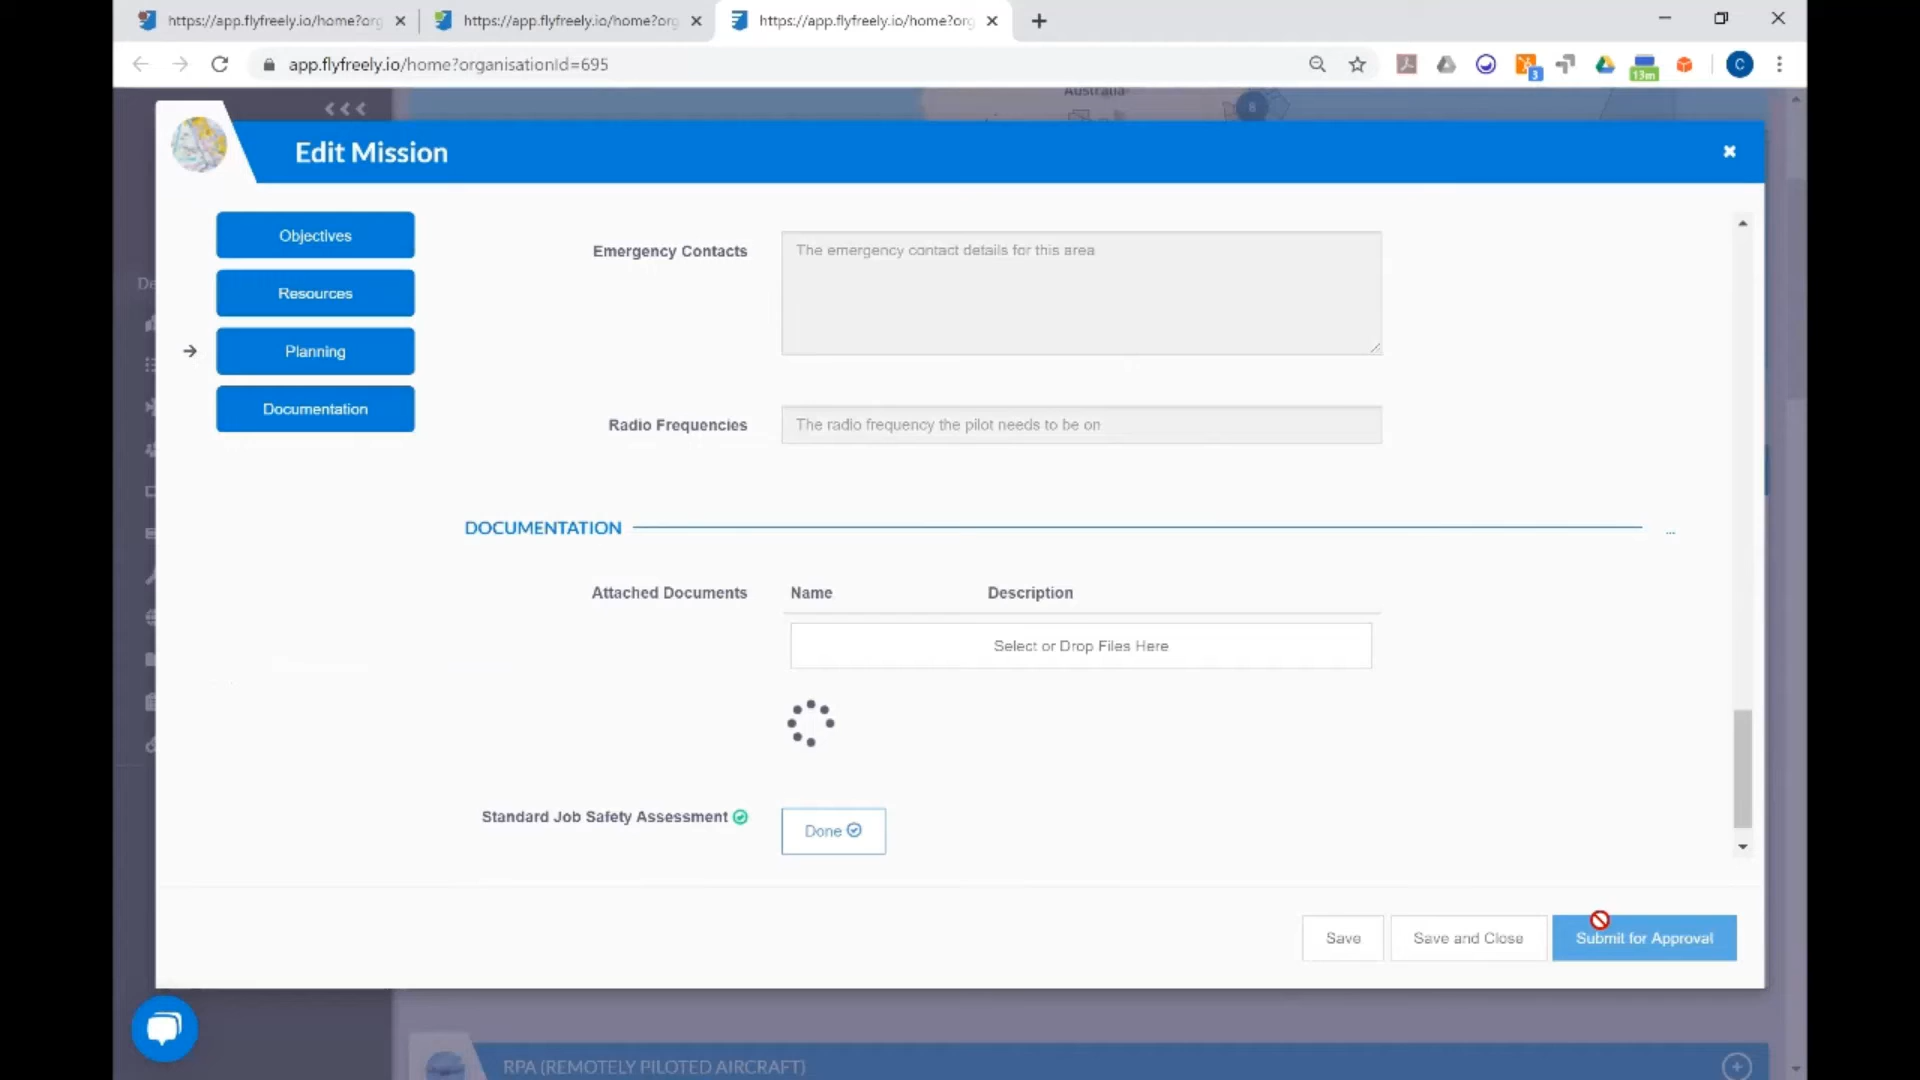 https://app.flyfreely.io/home?org
https://app.flyfreely.io/home?org
https://app.flyfreely.io/home?org
app.flyfreely.io/home?organisationId=695
3
13m
C
Australia
8
Edit Mission
Objectives
Resources
Planning
Documentation
De
Emergency Contacts
The emergency contact details for this area
Radio Frequencies
The radio frequency the pilot needs to be on
DOCUMENTATION
...
Attached Documents
Name
Description
Select or Drop Files Here
Standard Job Safety Assessment
Done
Save
Save and Close
Submit for Approval
RPA (REMOTELY PILOTED AIRCRAFT)